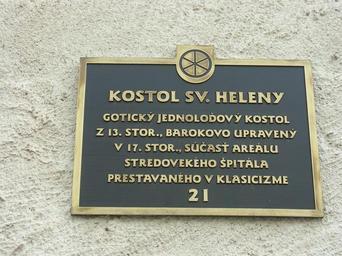 KOSTOL SV. HELENY
GOTICKÝ JEDNOLOĎOVÝ KOSTOL
Z 13. STOR., BAROKOVO UPRAVENÝ
V 17. STOR., SÚČASŤ AREÁLU
STREDOVEKÉHO ŠPITÁLA
PRESTAVANÉHO V KLASICIZME
21